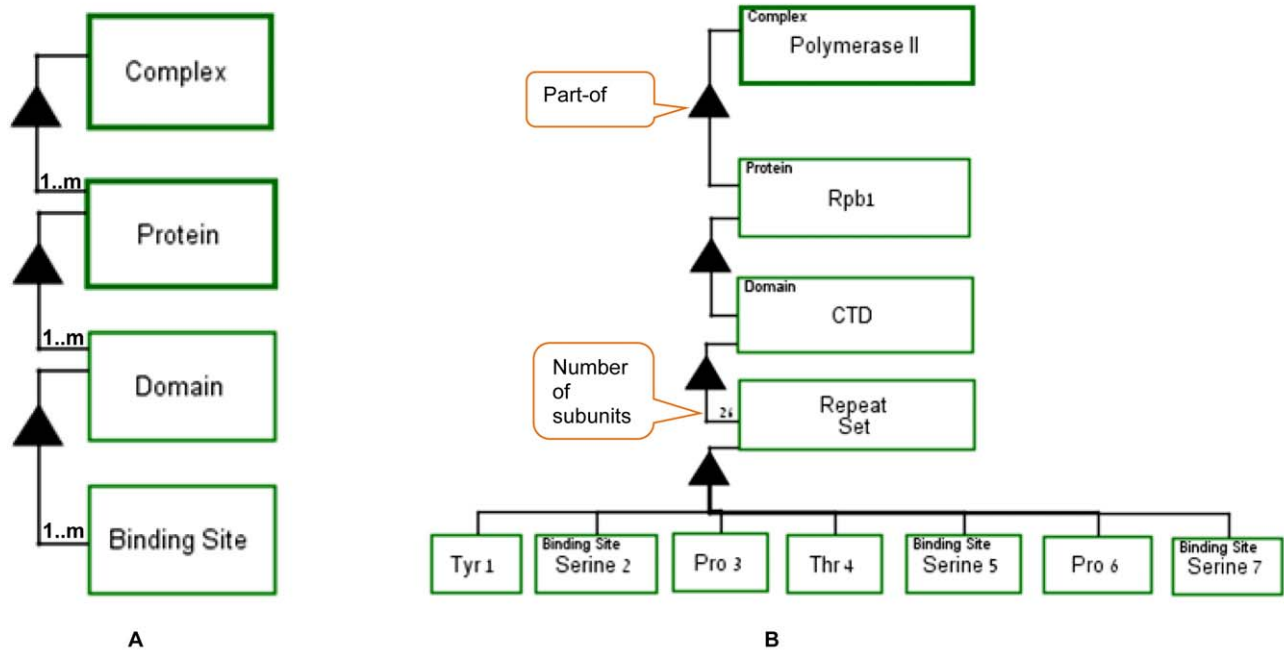 Complex
1..m
Protein
1..m
Domain
1..m
Binding Site
A
Complex
Polymerase II
Part-of
Protein
Rpb1
Domain
CTD
Number
of
subunits
26
Repeat
Set
Tyr 1
Binding Site
Serine 2
Pro 3
Thr 4
Binding Site
Serine 5
Pro 6
Binding Site
Serine 7
B